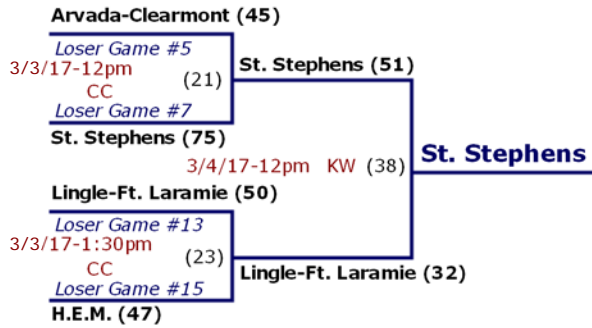 Arvada-Clearmont (45)
Loser Game #5
3/3/17-12pm
CC
(21)
Loser Game #7
St. Stephens (75)
St. Stephens (51)
3/4/17-12pm KW (38)
St. Stephens
Lingle-Ft. Laramie (50)
Loser Game #13
3/3/17-1:30pm
CC
(23)
Loser Game #15
H.E.M. (47)
Lingle-Ft. Laramie (32)